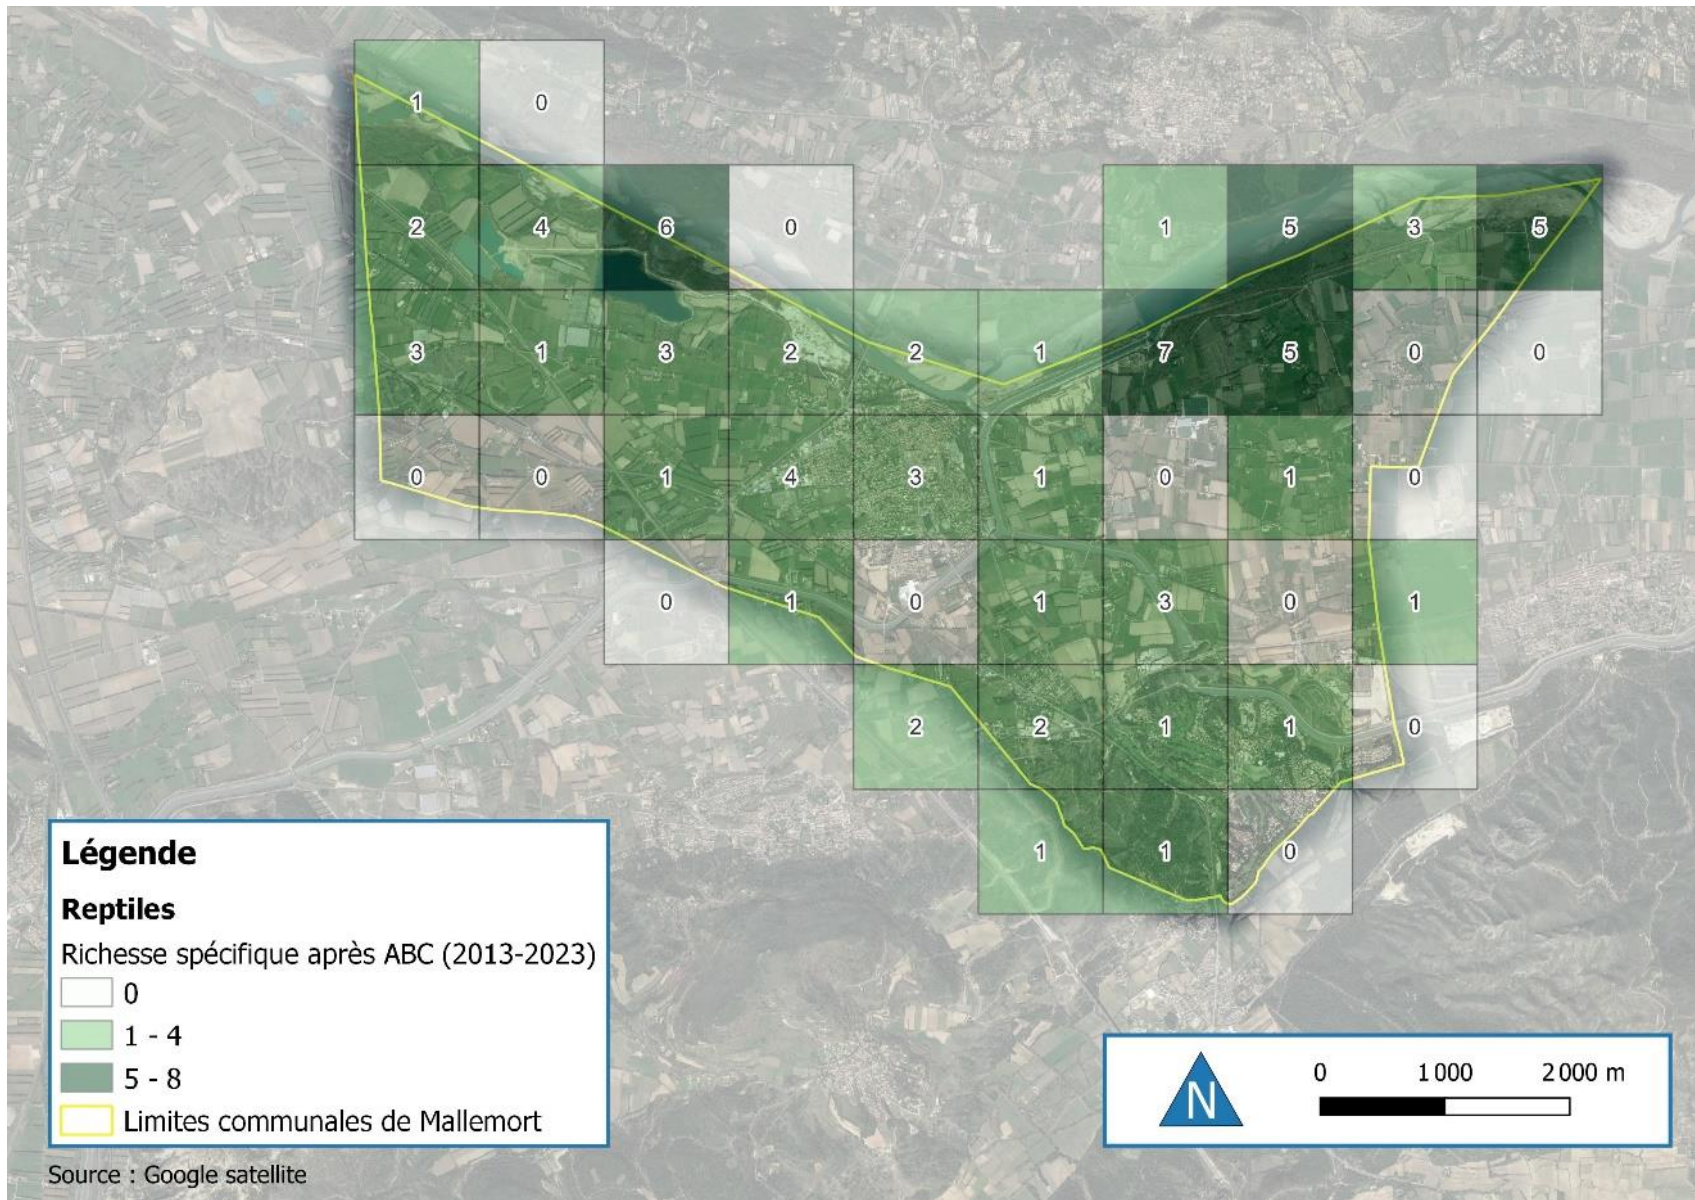 1 0
2 4 6 0 1 5 3 5
3 1 3 2 2 1 7 5 0 0
0 0 1 4 3 1 0 1 0
0 1 0 1 3 0 1
2 2 1 1 0
1 1 0
Légende
Reptiles
Richesse spécifique après ABC (2013-2023)
0
1 - 4
5 - 8
Limites communales de Mallemort
N
0 1 000 2 000 m
Source : Google satellite